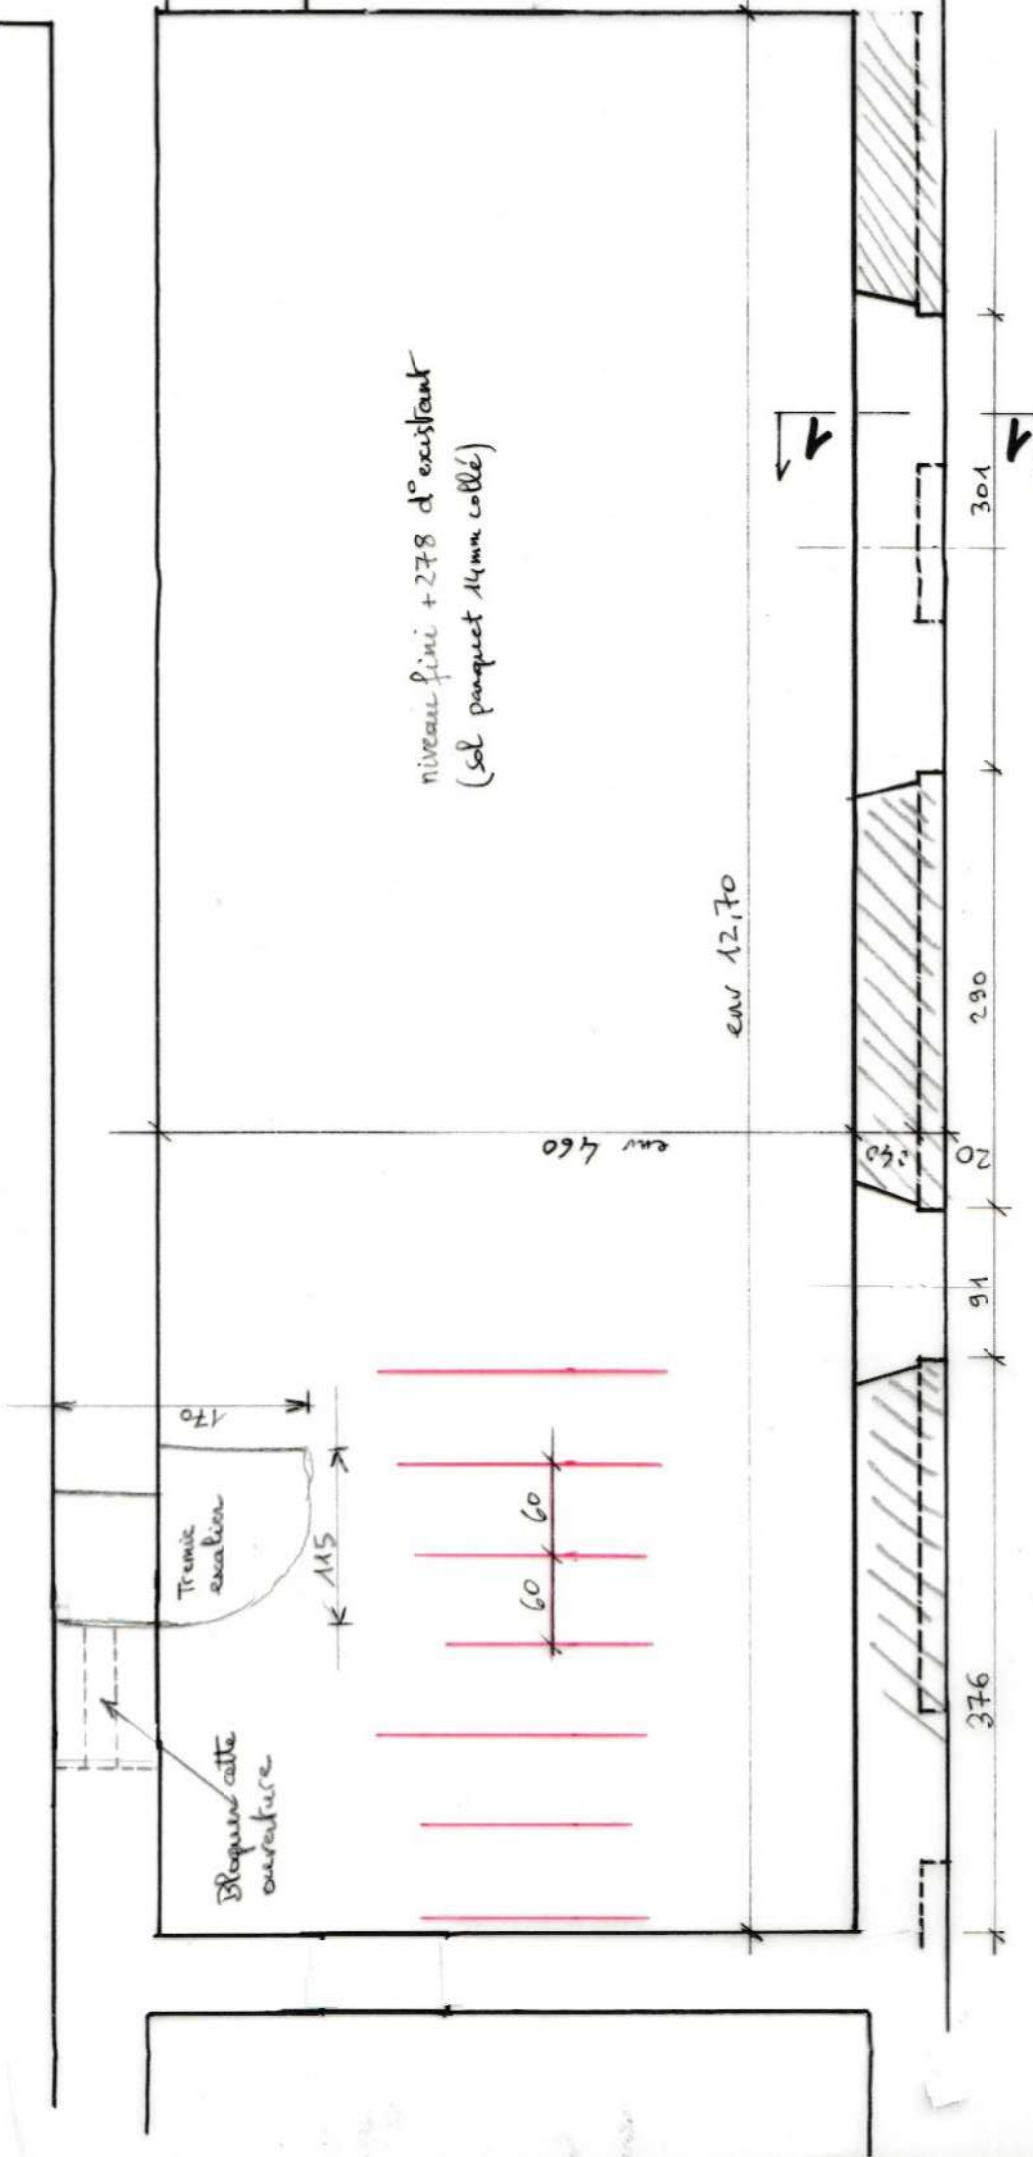 niveau fini +278 d° existant
(sol parquet 14mm collé)
env 12,70
env 460
Tremie
escalier
170
115
Bloquer cette
ouverture
60
60
1
1
376
91
290
301
20